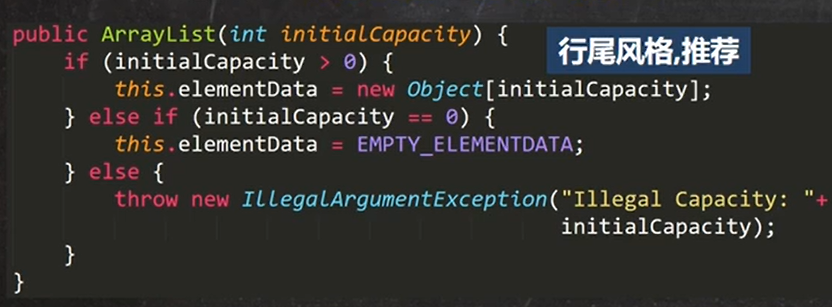 public ArrayList(int initialCapacity) {
行尾风格,推荐
    if (initialCapacity > 0) {
        this.elementData = new Object[initialCapacity];
    } else if (initialCapacity == 0) {
        this.elementData = EMPTY_ELEMENTDATA;
    } else {
        throw new IllegalArgumentException("Illegal Capacity: "+
                                           initialCapacity);
    }
}